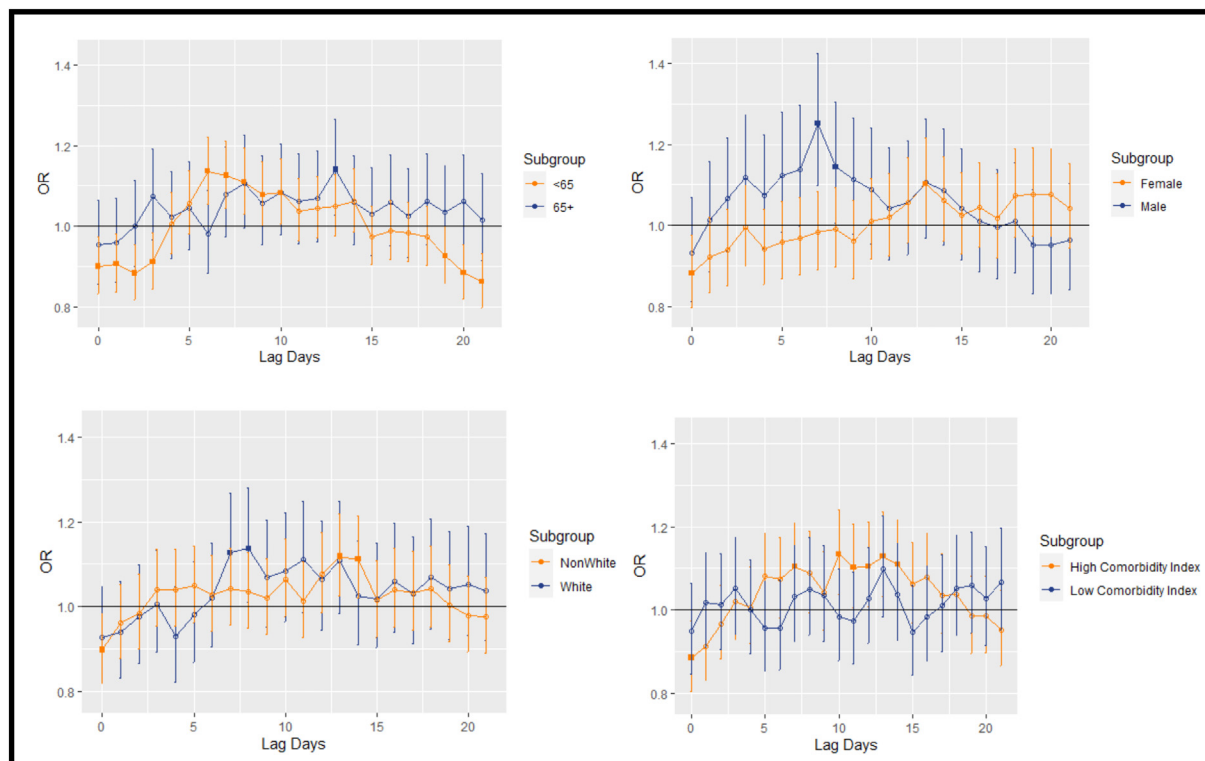 1.4
1.2
1.0
0.8
OR
0
5
10
15
20
Lag Days
Subgroup
<65
65+
1.4
1.2
1.0
0.8
OR
0
5
10
15
20
Lag Days
Subgroup
Female
Male
1.4
1.2
1.0
0.8
OR
0
5
10
15
20
Lag Days
Subgroup
NonWhite
White
1.4
1.2
1.0
0.8
OR
0
5
10
15
20
Lag Days
Subgroup
High Comorbidity Index
Low Comorbidity Index